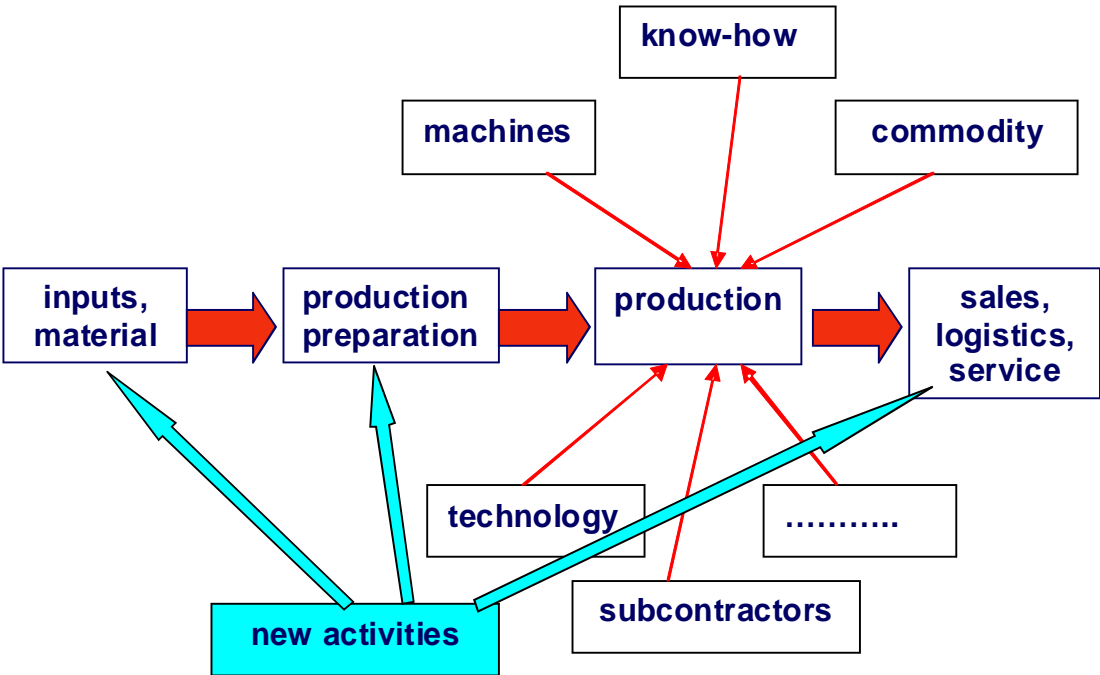 know-how
machines
commodity
inputs,
material
production
preparation
production
sales,
logistics,
service
technology
………..
subcontractors
new activities